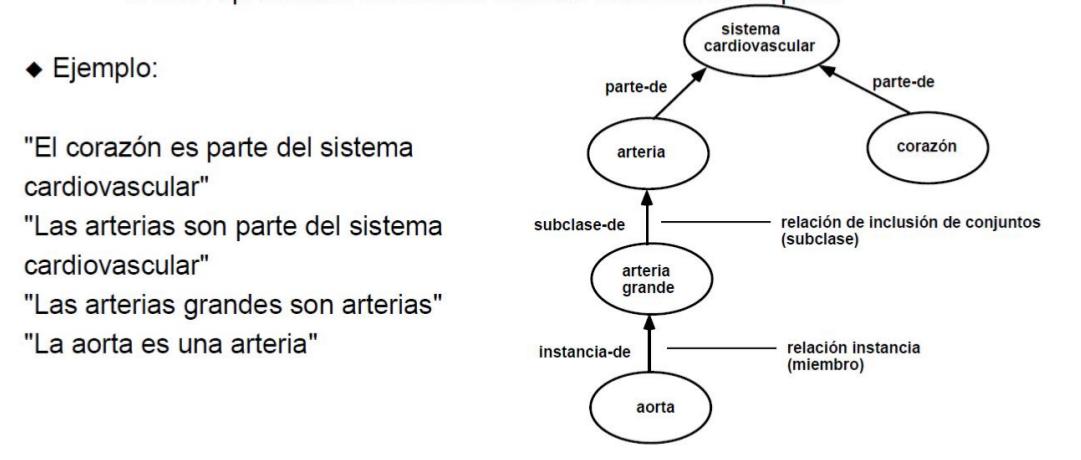 ◆ Ejemplo:
"El corazón es parte del sistema
cardiovascular"
"Las arterias son parte del sistema
cardiovascular"
"Las arterias grandes son arterias"
"La aorta es una arteria"
sistema
cardiovascular
parte-de
parte-de
arteria
corazón
subclase-de
relación de inclusión de conjuntos
(subclase)
arteria
grande
instancia-de
relación instancia
(miembro)
aorta